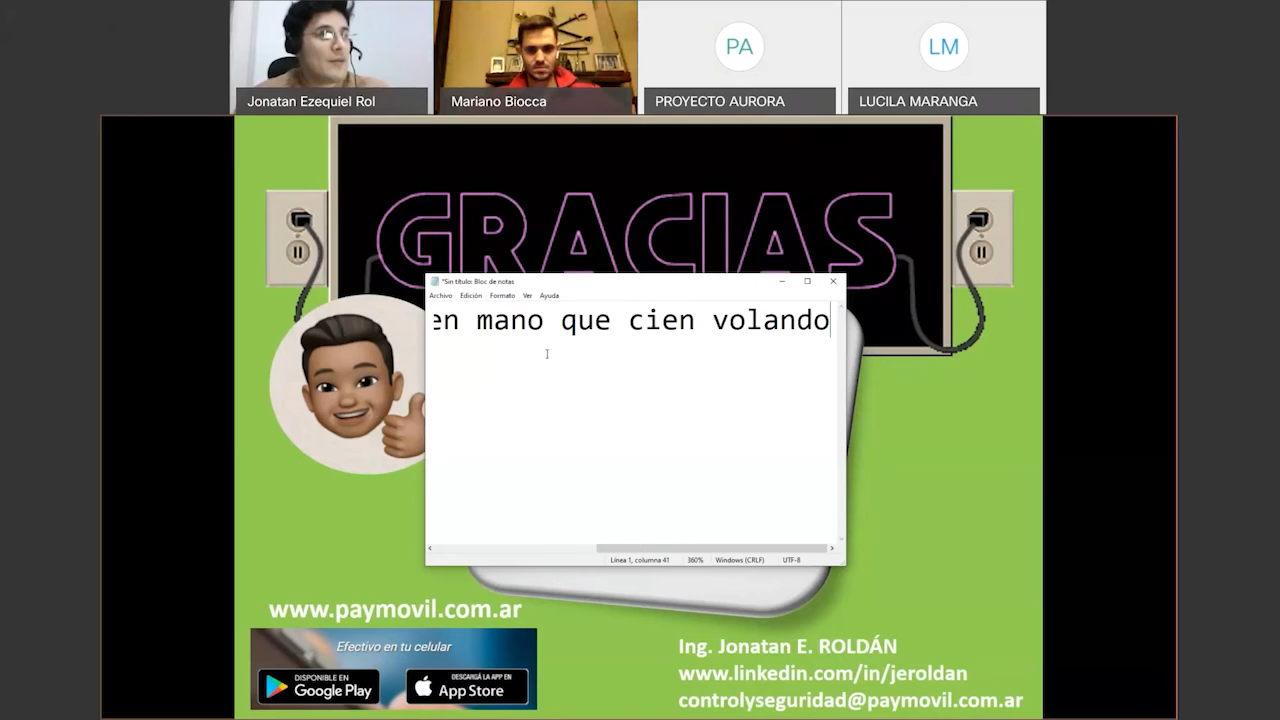 Jonatan Ezequiel Rol
Mariano Biocca
PA
PROYECTO AURORA
LM
LUCILA MARANGA
GRACIAS
*Sin título: Bloc de notas
Archivo Edición Formato Ver Ayuda
en mano que cien volando
Línea 1, columna 41 360% Windows (CRLF) UTF-8
www.paymovil.com.ar
Efectivo en tu celular
DISPONIBLE EN
Google Play
DESCARGÁ LA APP EN
App Store
Ing. Jonatan E. ROLDÁN
www.linkedin.com/in/jeroldan
controlyseguridad@paymovil.com.ar